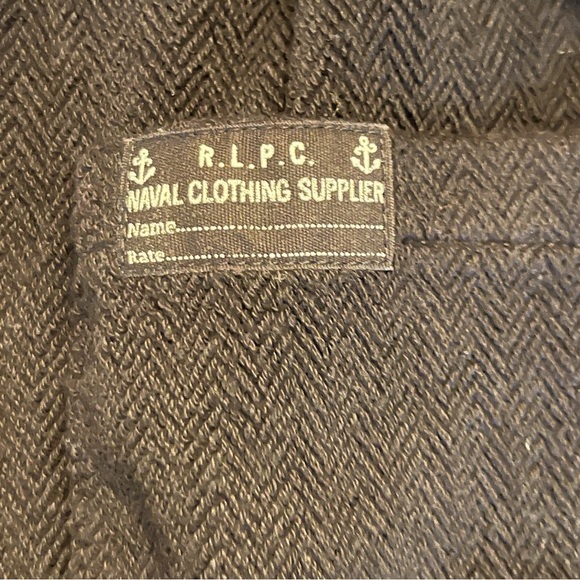 R.L.P.C.
NAVAL CLOTHING SUPPLIER
Name..............................
Rate................................